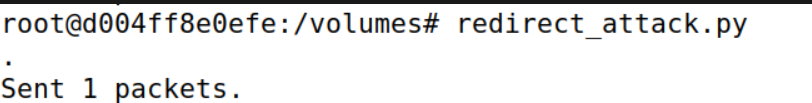 root@d004ff8e0efe:/volumes# redirect_attack.py
.
Sent 1 packets.